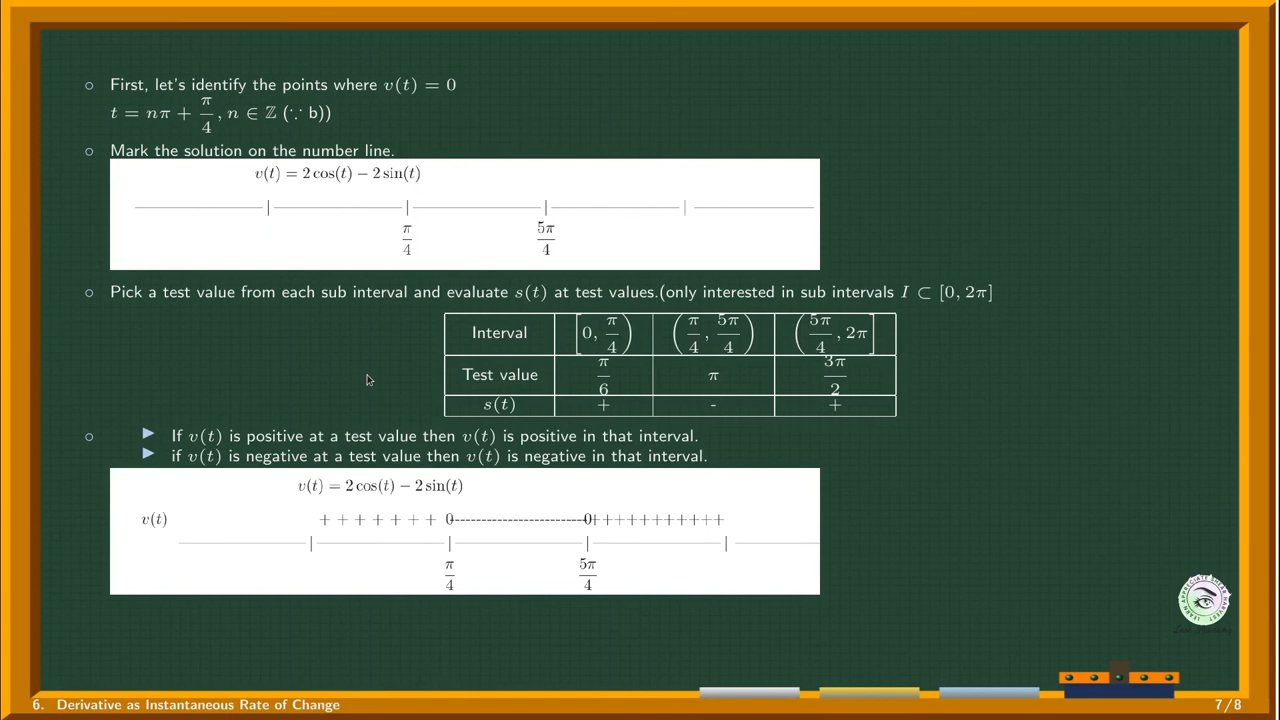 First, let's identify the points where v(t) = 0
t = nπ + π/4, n ∈ ℤ (∵ b))
Mark the solution on the number line.
v(t) = 2 cos(t) − 2 sin(t)
π/4 5π/4
Pick a test value from each sub interval and evaluate s(t) at test values.(only interested in sub intervals I ⊂ [0, 2π]
Interval [0, π/4) (π/4, 5π/4) (5π/4, 2π]
Test value π/6 π 3π/2
s(t) + - +
If v(t) is positive at a test value then v(t) is positive in that interval.
if v(t) is negative at a test value then v(t) is negative in that interval.
v(t) = 2 cos(t) − 2 sin(t)
v(t) + + + + + + + 0-------------------------0+++++++++++
π/4 5π/4
LEARN APPRECIATE SHARE HARVEST
6. Derivative as Instantaneous Rate of Change 7/8